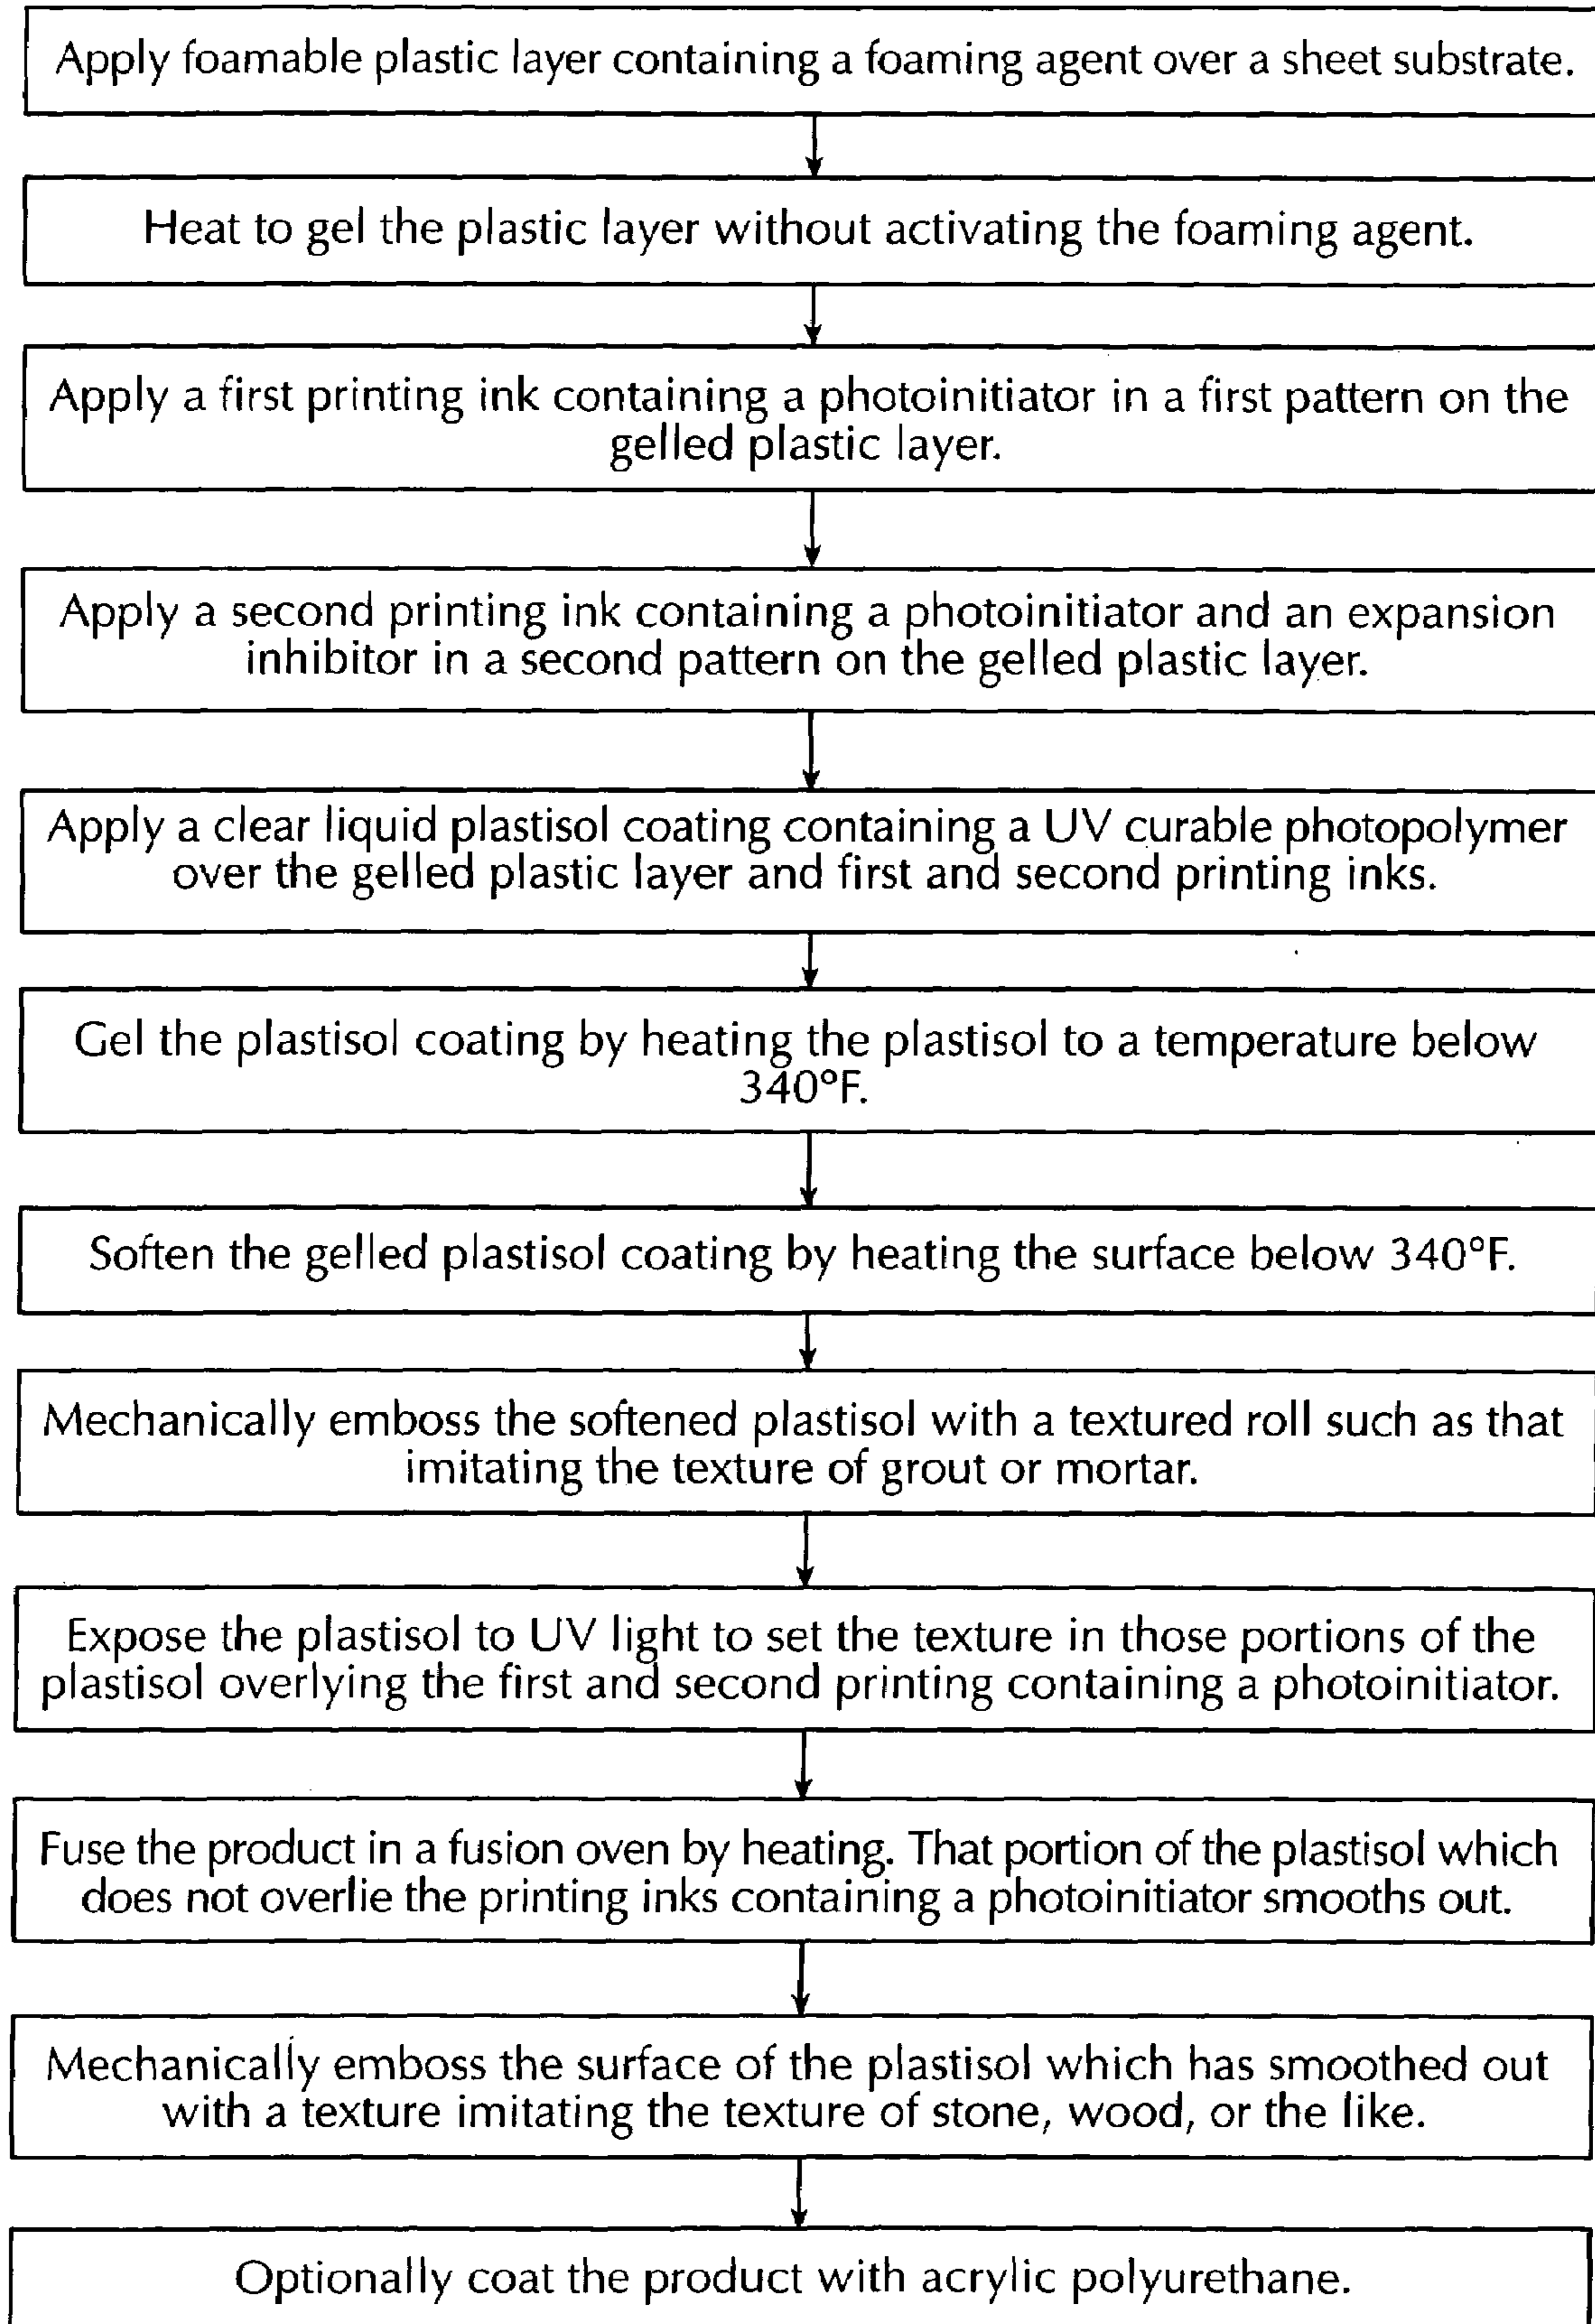 Apply foamable plastic layer containing a foaming agent over a sheet substrate.
Heat to gel the plastic layer without activating the foaming agent.
Apply a first printing ink containing a photoinitiator in a first pattern on the
gelled plastic layer.
Apply a second printing ink containing a photoinitiator and an expansion
inhibitor in a second pattern on the gelled plastic layer.
Apply a clear liquid plastisol coating containing a UV curable photopolymer
over the gelled plastic layer and first and second printing inks.
Gel the plastisol coating by heating the plastisol to a temperature below
340°F.
Soften the gelled plastisol coating by heating the surface below 340°F.
Mechanically emboss the softened plastisol with a textured roll such as that
imitating the texture of grout or mortar.
Expose the plastisol to UV light to set the texture in those portions of the
plastisol overlying the first and second printing containing a photoinitiator.
Fuse the product in a fusion oven by heating. That portion of the plastisol which
does not overlie the printing inks containing a photoinitiator smooths out.
Mechanically emboss the surface of the plastisol which has smoothed out
with a texture imitating the texture of stone, wood, or the like.
Optionally coat the product with acrylic polyurethane.